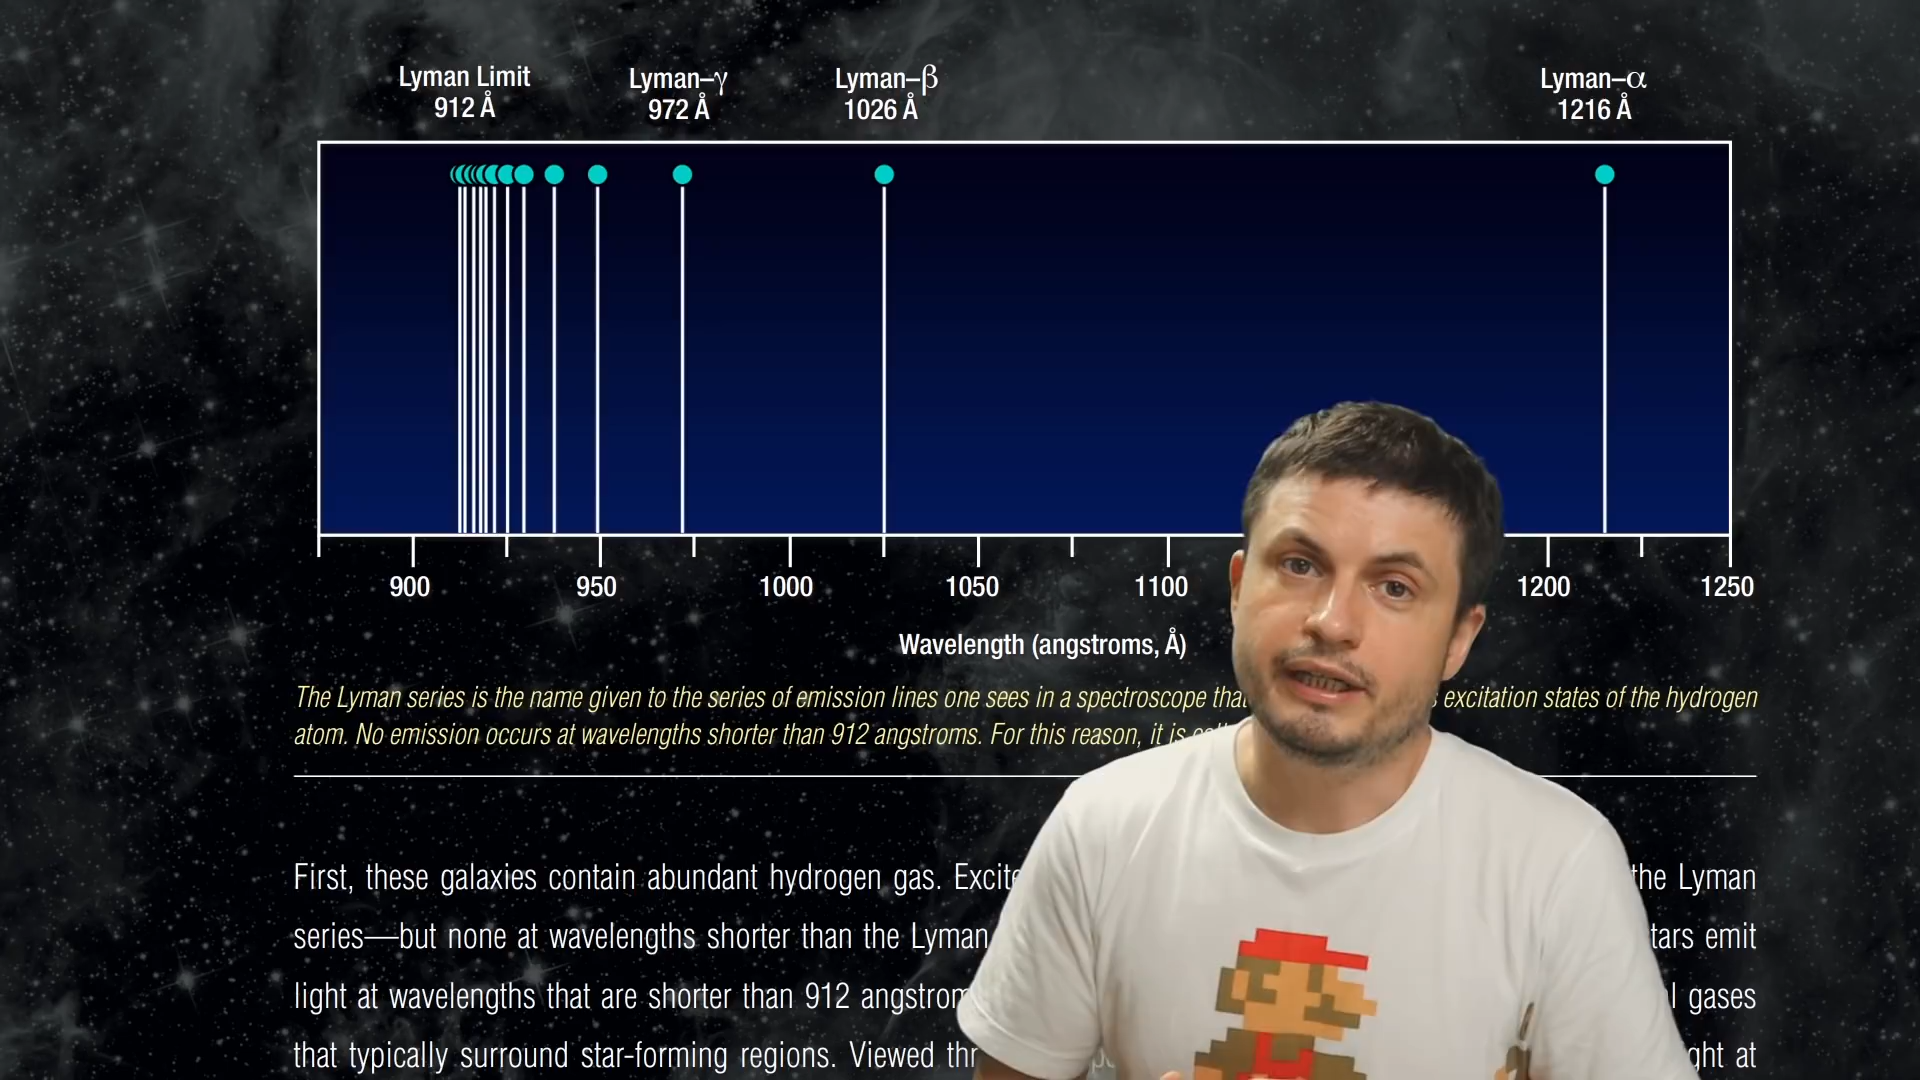 Lyman Limit
912 Å
Lyman–γ
972 Å
Lyman–β
1026 Å
Lyman–α
1216 Å
900 950 1000 1050 1100 1200 1250
Wavelength (angstroms, Å)
The Lyman series is the name given to the series of emission lines one sees in a spectroscope excitation states of the hydrogen
atom. No emission occurs at wavelengths shorter than 912 angstroms. For this reason, it is
First, these galaxies contain abundant hydrogen gas. the Lyman
series—but none at wavelengths shorter than the Lyman emit
light at wavelengths that are shorter than 912 gases
that typically surround star-forming regions. Viewed at